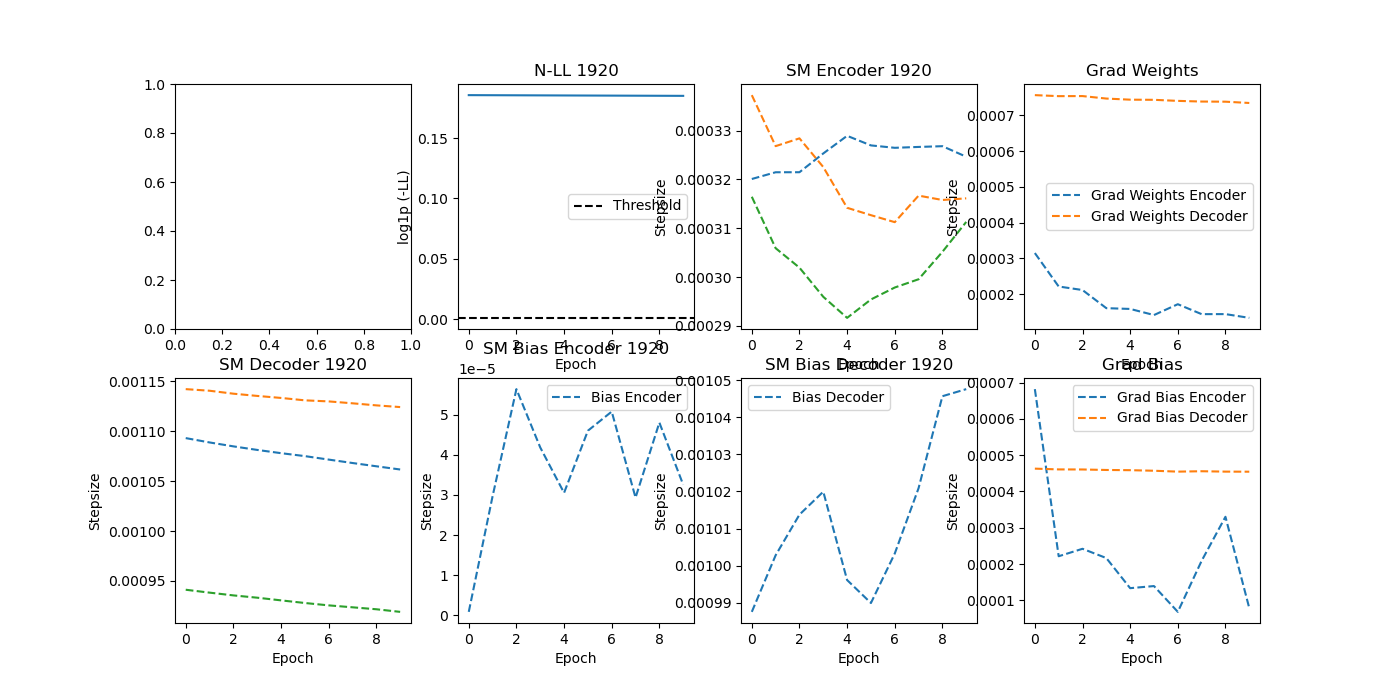 1.0
0.8
0.6
0.4
0.2
0.0
0.0 0.2 0.4 0.6 0.8 1.0
N-LL 1920
log1p (-LL)
0.15
0.10
0.05
0.00
Threshold
0 2 4 6 8
Epoch
SM Encoder 1920
Stepsize
0.00033
0.00032
0.00031
0.00030
0.00029
0 2 4 6 8
Epoch
Grad Weights
Stepsize
0.0007
0.0006
0.0005
0.0004
0.0003
0.0002
Grad Weights Encoder
Grad Weights Decoder
0 2 4 6 8
Epoch
SM Decoder 1920
Stepsize
0.00115
0.00110
0.00105
0.00100
0.00095
0 2 4 6 8
Epoch
SM Bias Encoder 1920
1e−5
Stepsize
5
4
3
2
1
0
Bias Encoder
0 2 4 6 8
Epoch
SM Bias Decoder 1920
Stepsize
0.00105
0.00104
0.00103
0.00102
0.00101
0.00100
0.00099
Bias Decoder
0 2 4 6 8
Epoch
Grad Bias
Stepsize
0.0007
0.0006
0.0005
0.0004
0.0003
0.0002
0.0001
Grad Bias Encoder
Grad Bias Decoder
0 2 4 6 8
Epoch